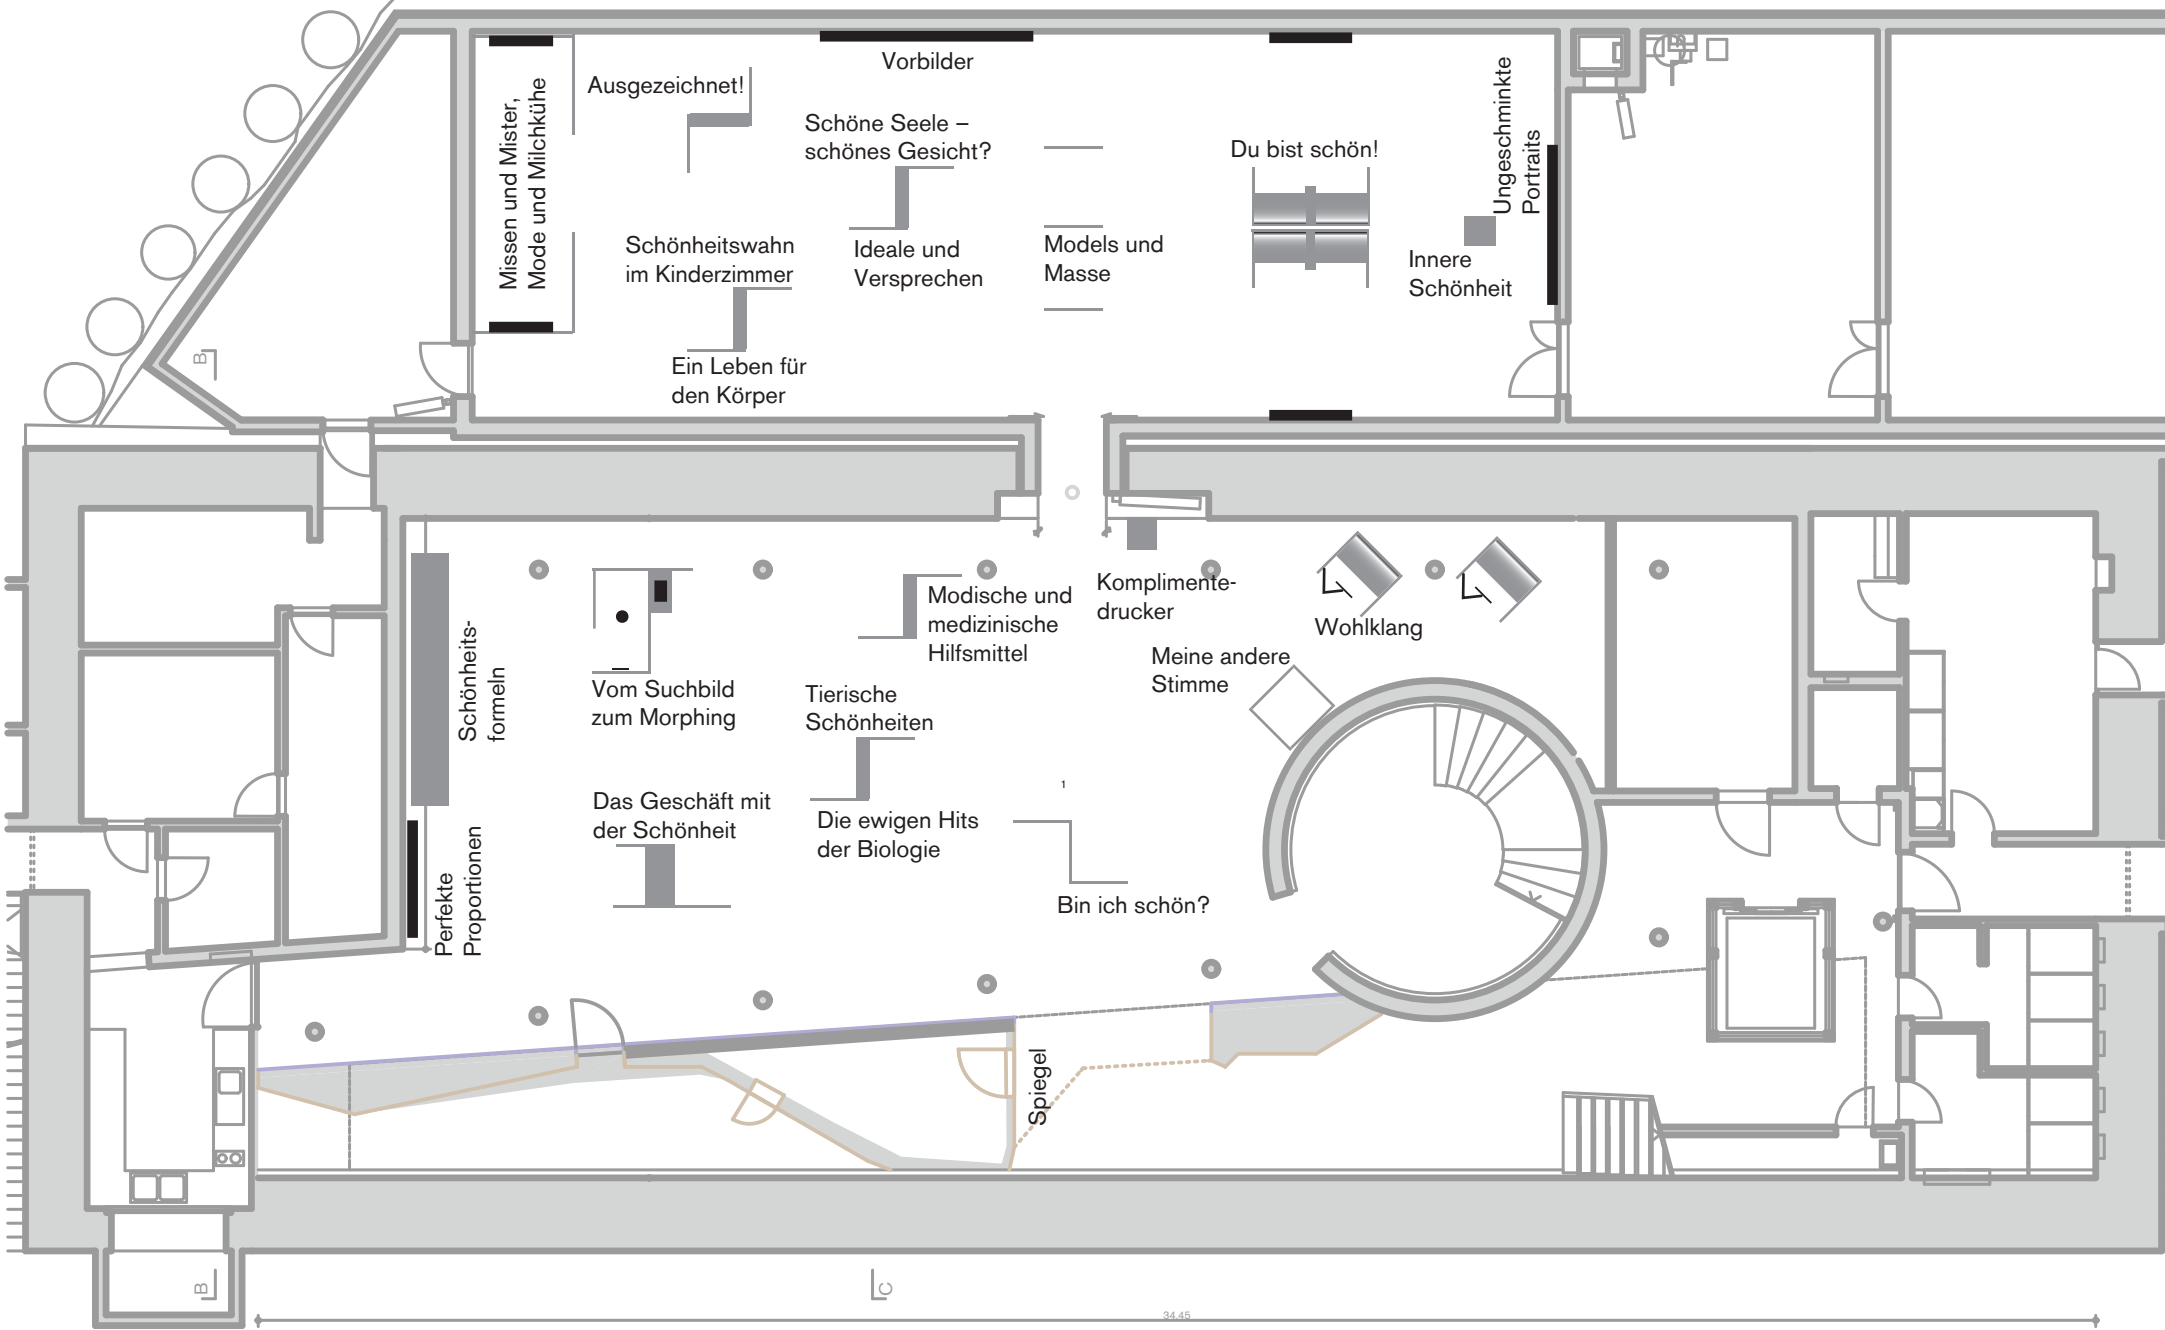 Vorbilder
Ausgezeichnet!
Missen und Mister,
Mode und Milchkühe
Schöne Seele –
schönes Gesicht?
Du bist schön!
Ungeschminkte
Portraits
Schönheitswahn
im Kinderzimmer
Ideale und
Versprechen
Models und
Masse
Innere
Schönheit
Ein Leben für
den Körper
B
Schönheits-
formeln
Modische und
medizinische
Hilfsmittel
Komplimente-
drucker
Wohlklang
Meine andere
Stimme
Vom Suchbild
zum Morphing
Tierische
Schönheiten
1
Das Geschäft mit
der Schönheit
Die ewigen Hits
der Biologie
Perfekte
Proportionen
Bin ich schön?
Spiegel
B
C
34.45